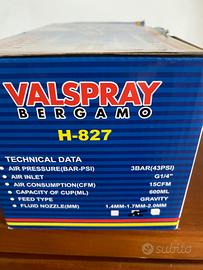 VALSPRAY
BERGAMO
H-827
TECHNICAL DATA
AIR PRESSURE(BAR-PSI) 3BAR(43PSI)
AIR INLET G1/4"
AIR CONSUMPTION(CFM) 15CFM
CAPACITY OF CUP(ML) 600ML
FEED TYPE GRAVITY
FLUID NOZZLE(MM) 1.4MM-1.7MM-2.0MM
subito